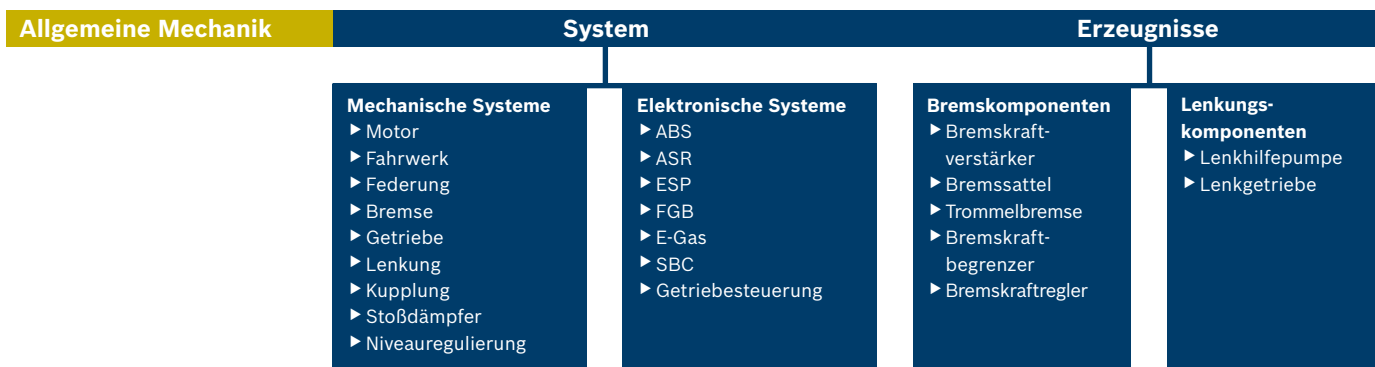 Allgemeine Mechanik
System
Erzeugnisse
Mechanische Systeme
▶ Motor
▶ Fahrwerk
▶ Federung
▶ Bremse
▶ Getriebe
▶ Lenkung
▶ Kupplung
▶ Stoßdämpfer
▶ Niveauregulierung
Elektronische Systeme
▶ ABS
▶ ASR
▶ ESP
▶ FGB
▶ E-Gas
▶ SBC
▶ Getriebesteuerung
Bremskomponenten
▶ Bremskraft-
verstärker
▶ Bremssattel
▶ Trommelbremse
▶ Bremskraft-
begrenzer
▶ Bremskraftregler
Lenkungs-
komponenten
▶ Lenkhilfepumpe
▶ Lenkgetriebe